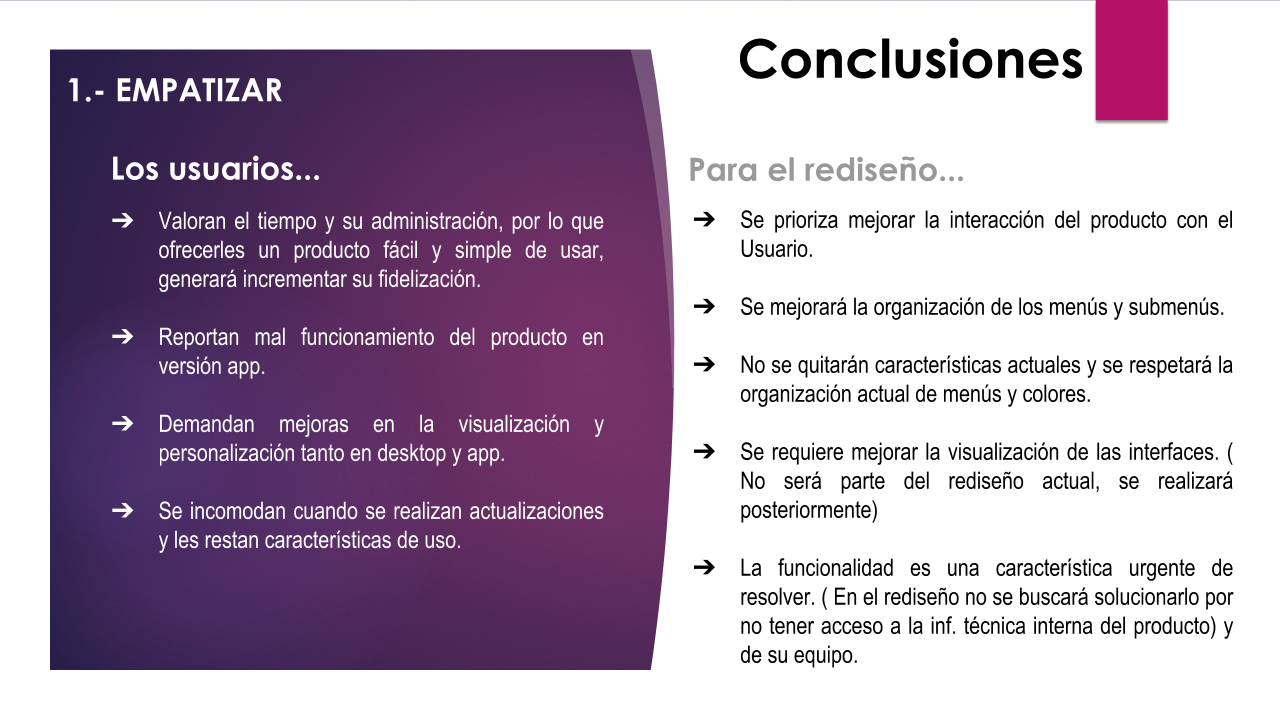 Conclusiones
1.- EMPATIZAR
Los usuarios...
➔ Valoran el tiempo y su administración, por lo que
ofrecerles un producto fácil y simple de usar,
generará incrementar su fidelización.
➔ Reportan mal funcionamiento del producto en
versión app.
➔ Demandan mejoras en la visualización y
personalización tanto en desktop y app.
➔ Se incomodan cuando se realizan actualizaciones
y les restan características de uso.
Para el rediseño...
➔ Se prioriza mejorar la interacción del producto con el
Usuario.
➔ Se mejorará la organización de los menús y submenús.
➔ No se quitarán características actuales y se respetará la
organización actual de menús y colores.
➔ Se requiere mejorar la visualización de las interfaces. (
No será parte del rediseño actual, se realizará
posteriormente)
➔ La funcionalidad es una característica urgente de
resolver. ( En el rediseño no se buscará solucionarlo por
no tener acceso a la inf. técnica interna del producto) y
de su equipo.